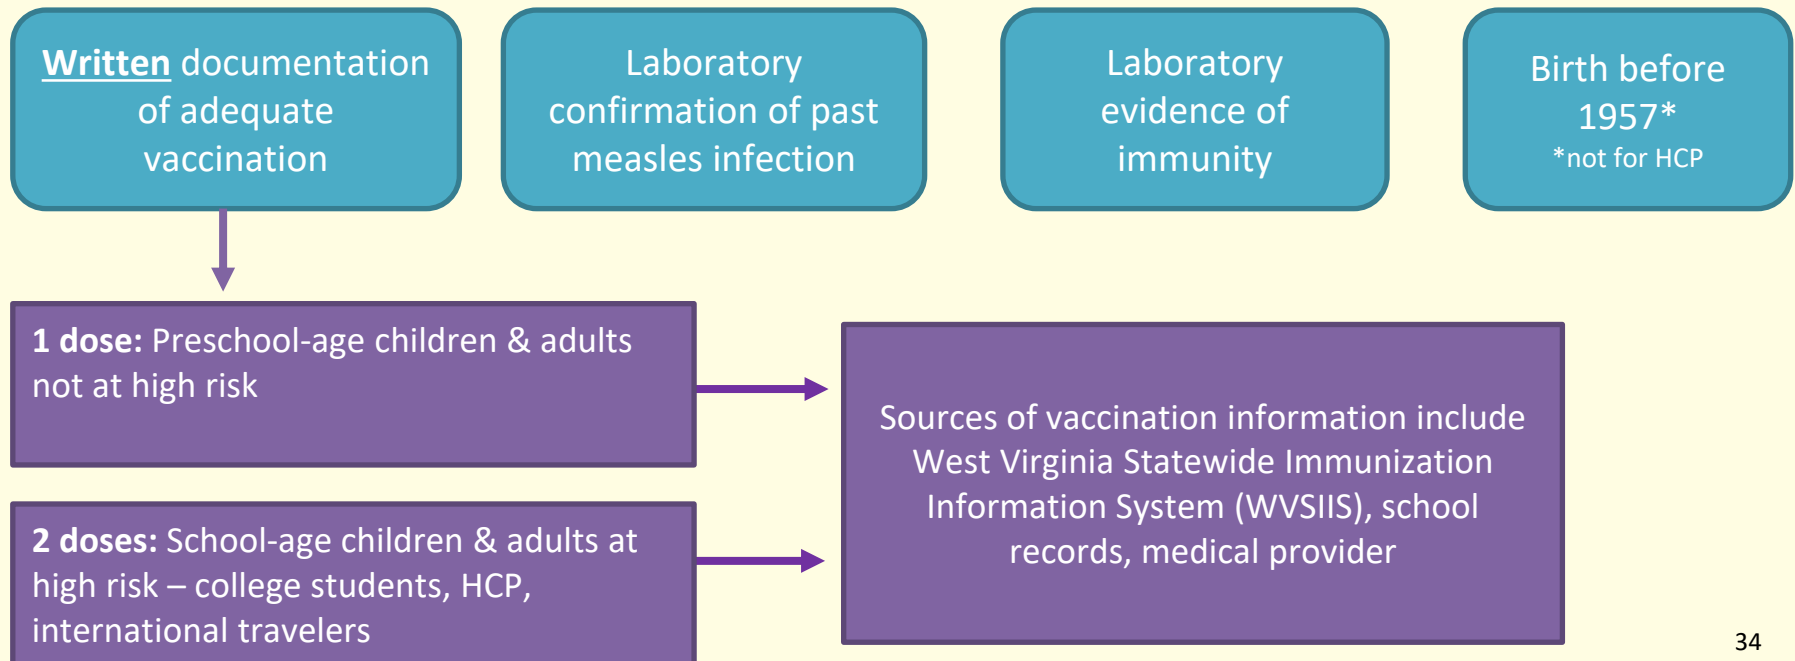 Written documentation
of adequate
vaccination
Laboratory
confirmation of past
measles infection
Laboratory
evidence of
immunity
Birth before
1957*
*not for HCP
1 dose: Preschool-age children & adults
not at high risk
2 doses: School-age children & adults at
high risk – college students, HCP,
international travelers
Sources of vaccination information include
West Virginia Statewide Immunization
Information System (WVSIIS), school
records, medical provider
34